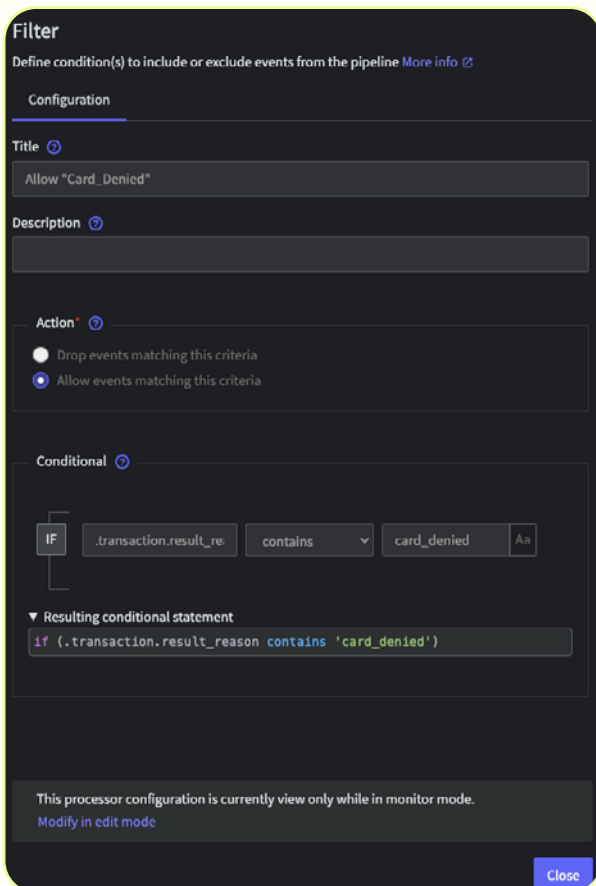 Filter
Define condition(s) to include or exclude events from the pipeline More info
Configuration
Title
Allow "Card_Denied"
Description
Action*
Drop events matching this criteria
Allow events matching this criteria
Conditional
IF .transaction.result_re contains card_denied Aa
▼ Resulting conditional statement
if (.transaction.result_reason contains 'card_denied')
This processor configuration is currently view only while in monitor mode.
Modify in edit mode
Close